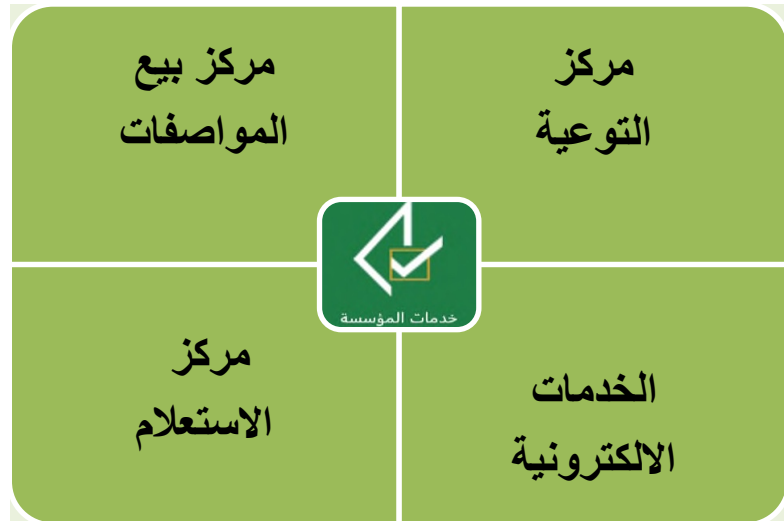 مركز
التوعية
مركز بيع
المواصفات
خدمات المؤسسة
الخدمات
الالكترونية
مركز
الاستعلام